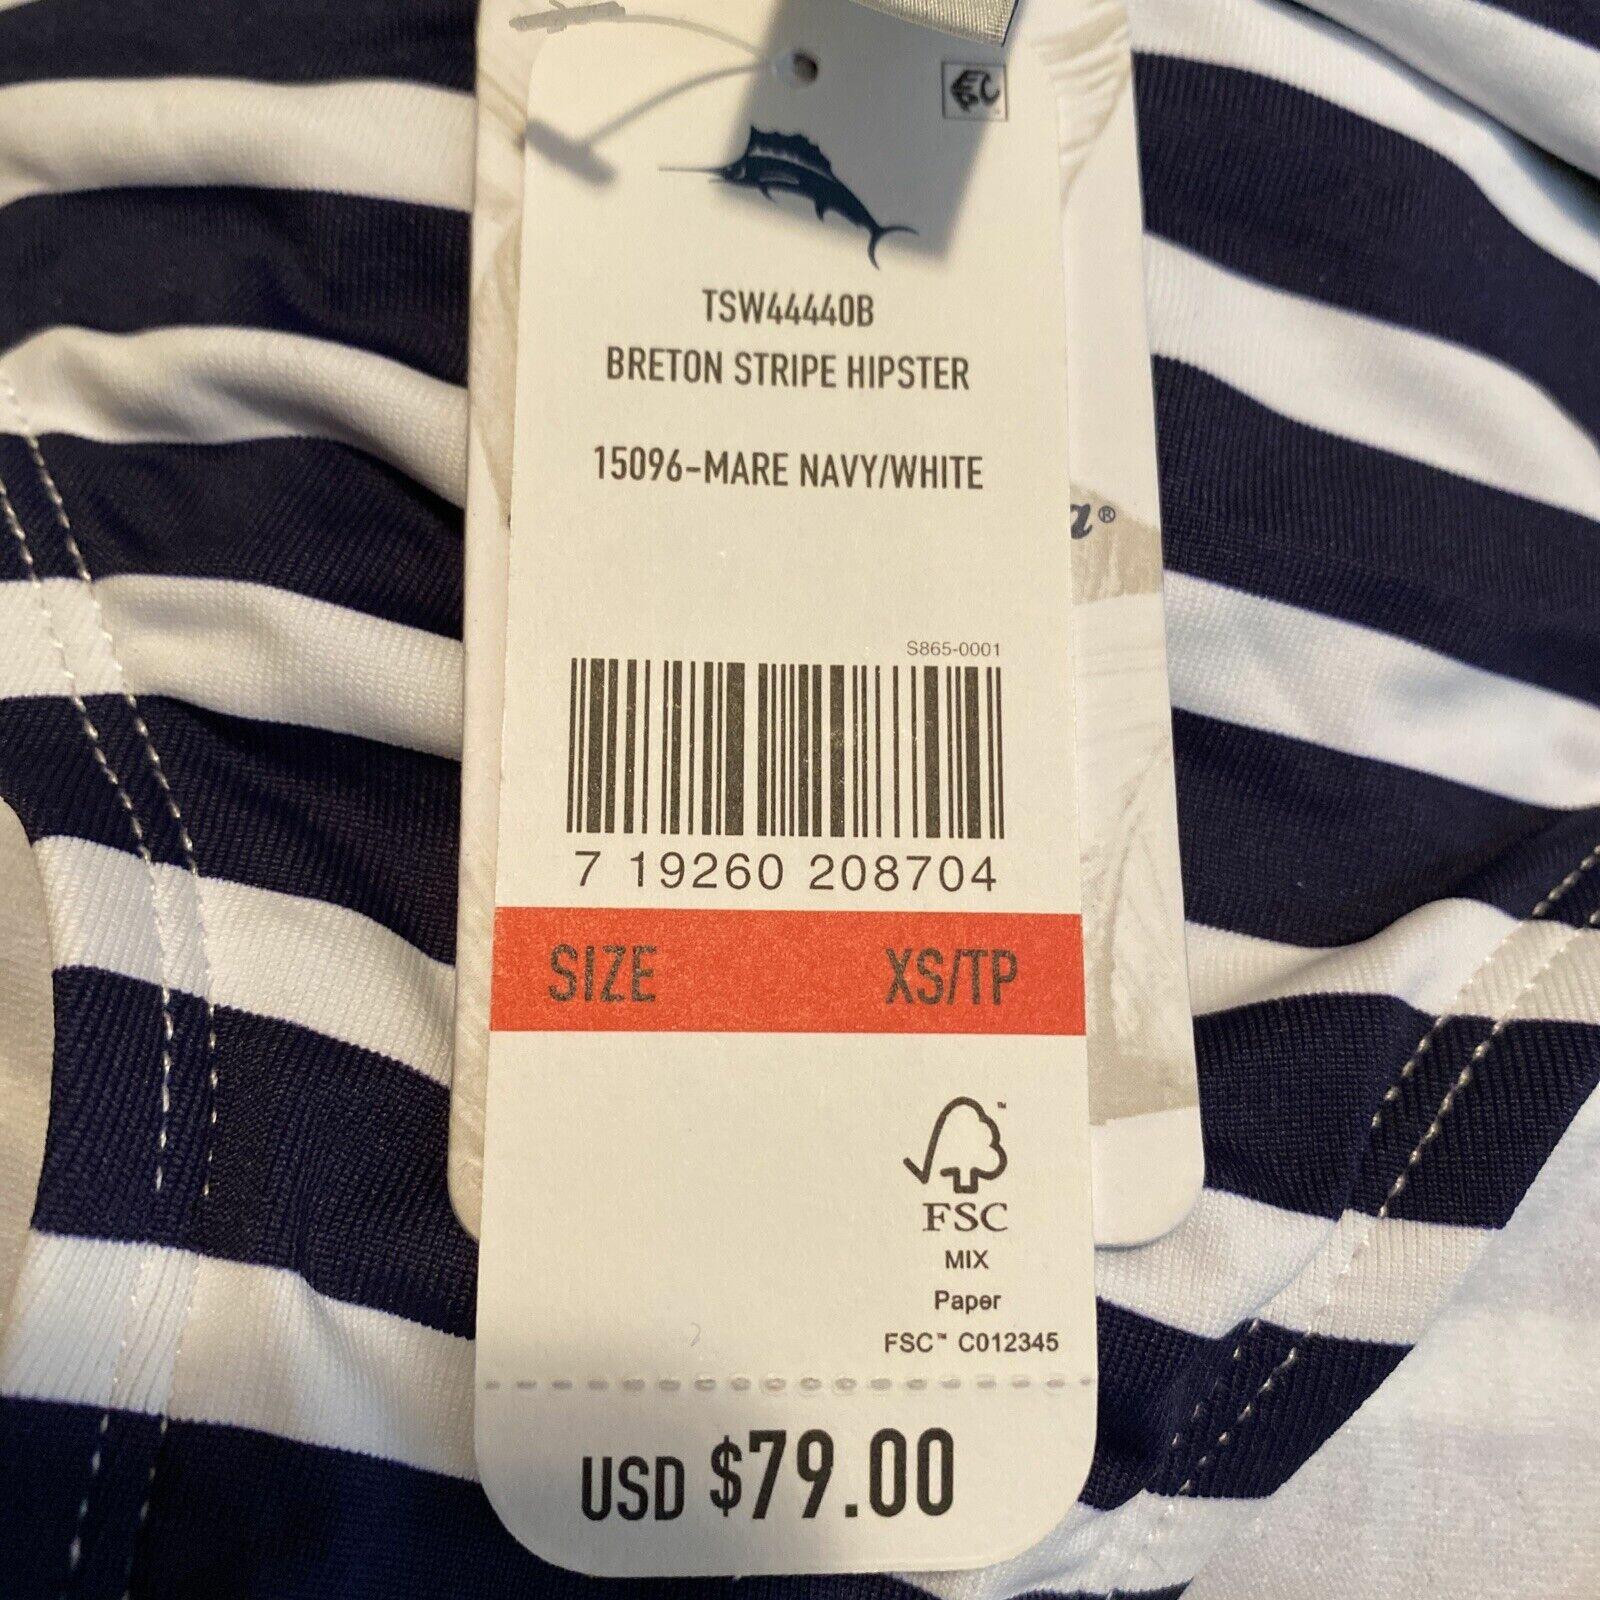 TSW44440B
BRETON STRIPE HIPSTER
15096-MARE NAVY/WHITE
a®
S865-0001
7 19260 208704
SIZE XS/TP
FSC
MIX
Paper
FSC™ C012345
USD $79.00